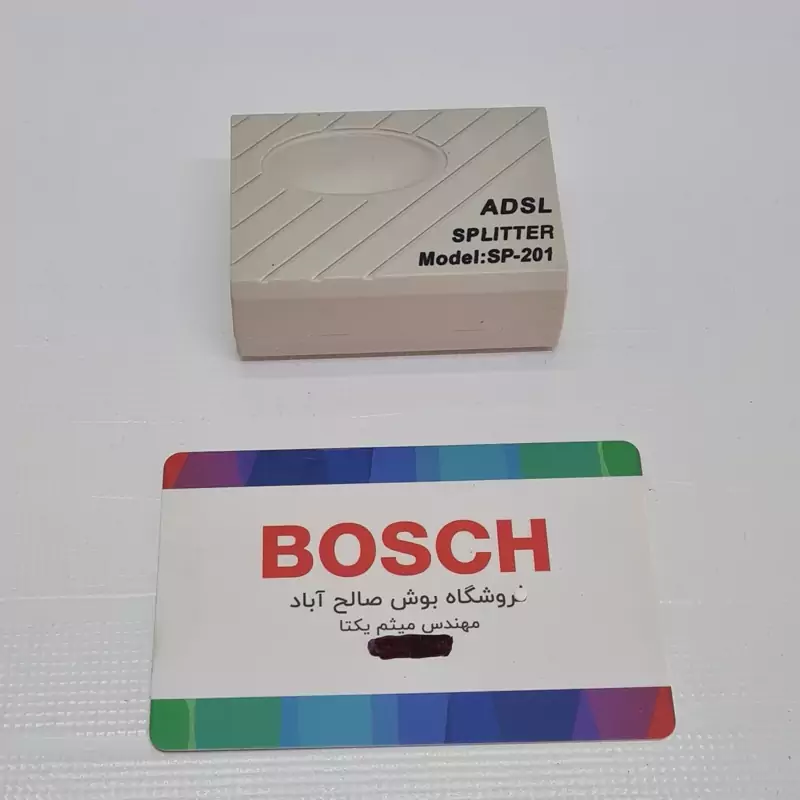 ADSL
SPLITTER
Model:SP-201
BOSCH
فروشگاه بوش صالح آباد
مهندس میثم یکتا